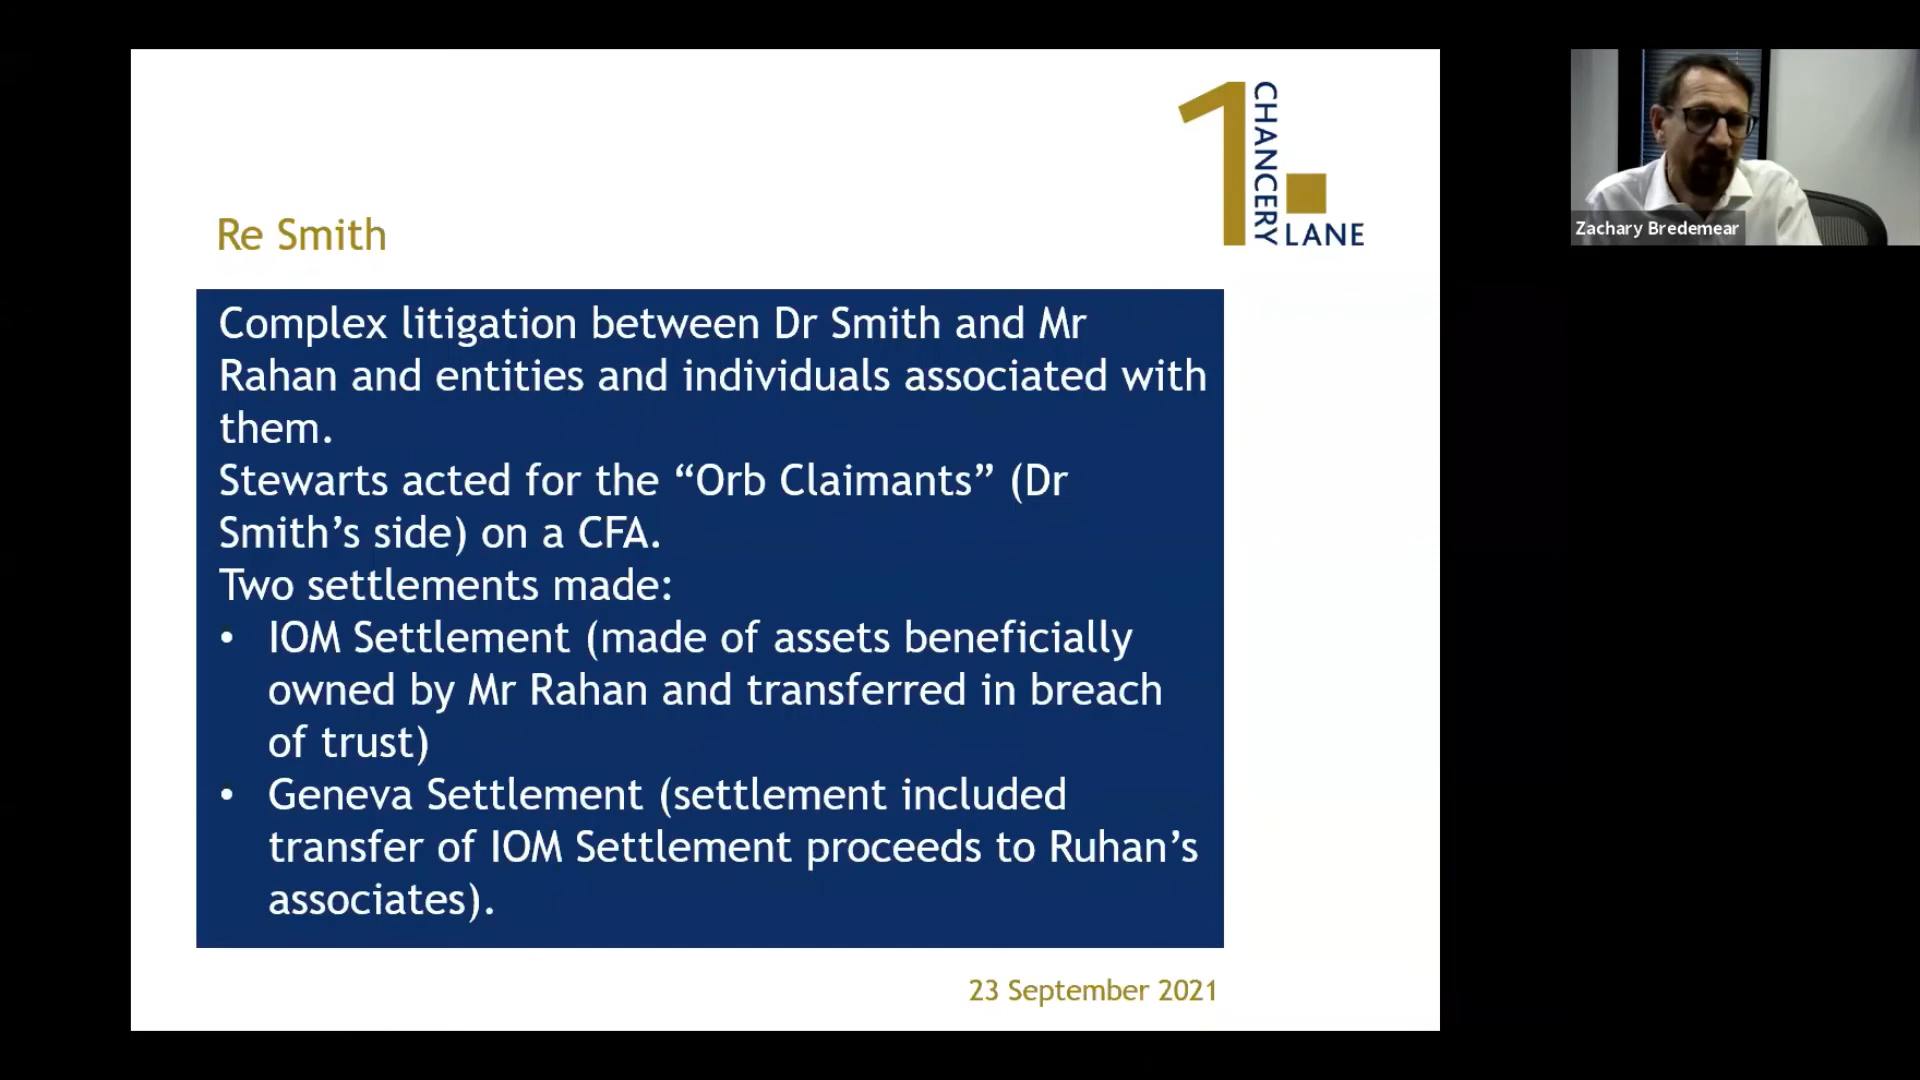 1
CHANCERY
LANE
Zachary Bredemear
Re Smith
Complex litigation between Dr Smith and Mr
Rahan and entities and individuals associated with
them.
Stewarts acted for the “Orb Claimants” (Dr
Smith’s side) on a CFA.
Two settlements made:
• IOM Settlement (made of assets beneficially
owned by Mr Rahan and transferred in breach
of trust)
• Geneva Settlement (settlement included
transfer of IOM Settlement proceeds to Ruhan’s
associates).
23 September 2021